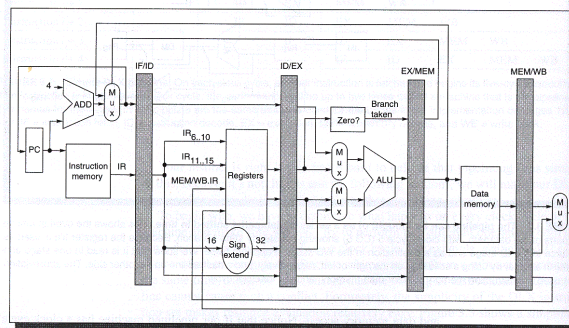 IF/ID
ID/EX
EX/MEM
MEM/WB
4
ADD
M
u
x
Zero?
Branch
taken
PC
Instruction
memory
IR
IR6..10
IR11..15
MEM/WB.IR
Registers
M
u
x
M
u
x
ALU
Data
memory
M
u
x
16
Sign
extend
32